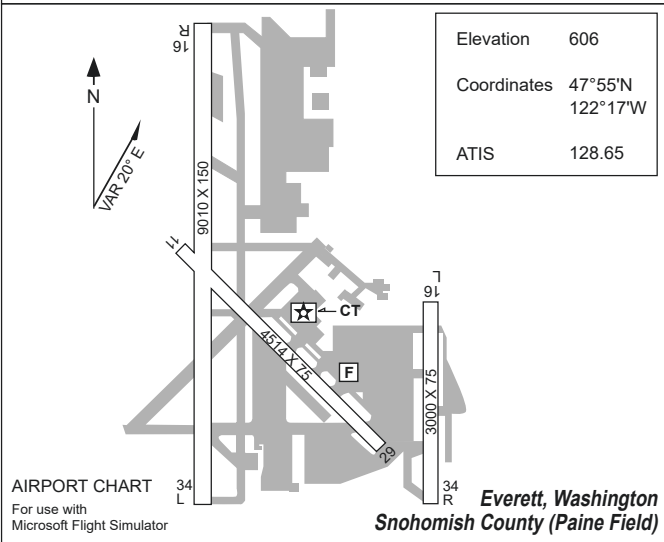 R
16
N
VAR 20° E
9010 X 150
11
4514 X 75
CT
F
29
L
16
3000 X 75
34
L
34
R
Elevation 606
Coordinates 47°55'N
122°17'W
ATIS 128.65
AIRPORT CHART
For use with
Microsoft Flight Simulator
Everett, Washington
Snohomish County (Paine Field)